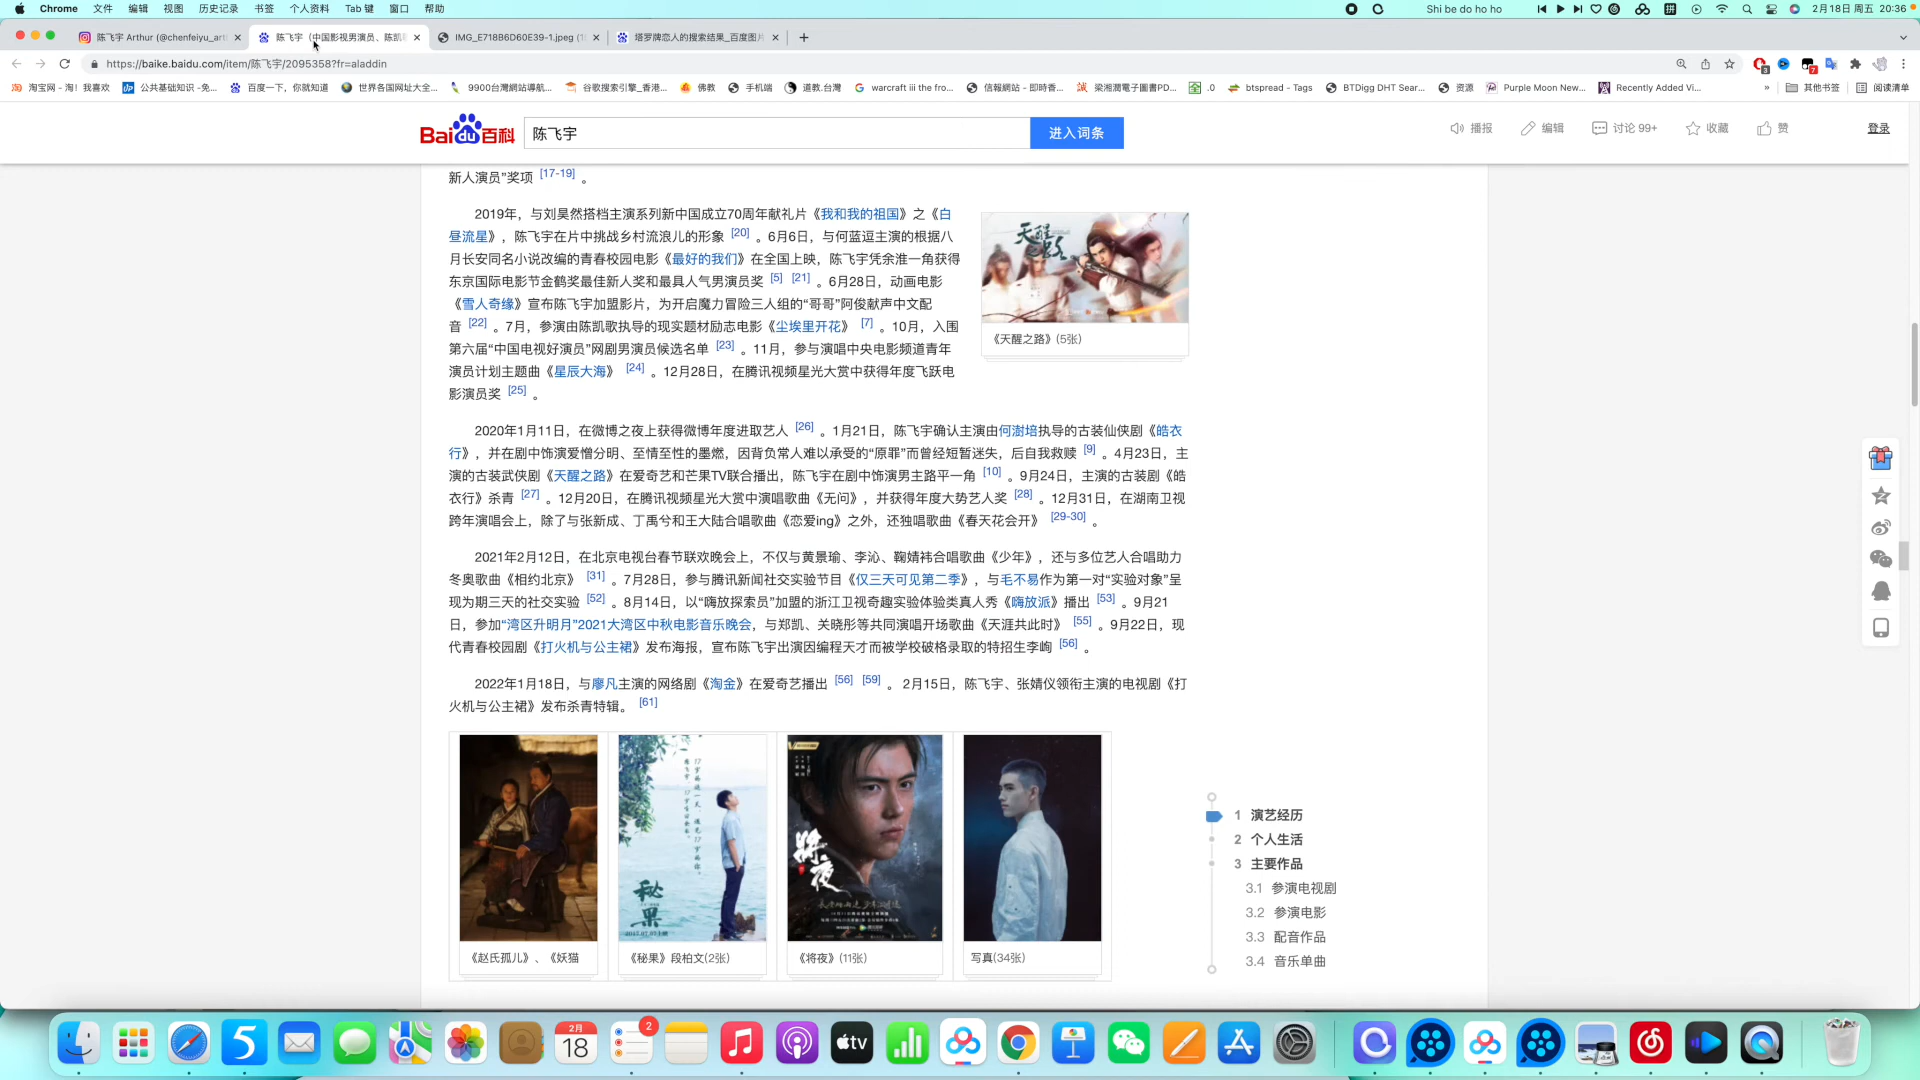 Chrome 文件 编辑 视图 历史记录 书签 个人资料 Tab 键 窗口 帮助 Shi be do ho ho 2月18日 周五 20:36
陈飞宇 Arthur (@chenfeiyu_art 陈飞宇（中国影视男演员、陈凯歌 IMG_E718B6D60E39-1.jpeg (1 塔罗牌恋人的搜索结果_百度图片
https://baike.baidu.com/item/陈飞宇/2095358?fr=aladdin
淘宝网 - 淘！我喜欢 公共基础知识 -免... 百度一下，你就知道 世界各国网址大全... 9900台灣網站導航... 谷歌搜索引擎_香港... 佛教 手机端 道教.台灣 warcraft iii the fro... 信報網站 - 即時香... 梁湘潤電子圖書PD... .0 btspread - Tags BTDigg DHT Sear... 资源 Purple Moon New... Recently Added Vi... » 其他书签 阅读清单
Baidu百科 陈飞宇 进入词条 播报 编辑 讨论 99+ 收藏 赞 登录
新人演员”奖项 [17-19] 。
2019年，与刘昊然搭档主演系列新中国成立70周年献礼片《我和我的祖国》之《白
昼流星》，陈飞宇在片中挑战乡村流浪儿的形象 [20] 。6月6日，与何蓝逗主演的根据八
月长安同名小说改编的青春校园电影《最好的我们》在全国上映，陈飞宇凭余淮一角获得
东京国际电影节金鹤奖最佳新人奖和最具人气男演员奖 [5] [21] 。6月28日，动画电影
《雪人奇缘》宣布陈飞宇加盟影片，为开启魔力冒险三人组的“哥哥”阿俊献声中文配
音 [22] 。7月，参演由陈凯歌执导的现实题材励志电影《尘埃里开花》 [7] 。10月，入围
第六届“中国电视好演员”网剧男演员候选名单 [23] 。11月，参与演唱中央电影频道青年
演员计划主题曲《星辰大海》 [24] 。12月28日，在腾讯视频星光大赏中获得年度飞跃电
影演员奖 [25] 。
天醒之路
《天醒之路》(5张)
2020年1月11日，在微博之夜上获得微博年度进取艺人 [26] 。1月21日，陈飞宇确认主演由何澍培执导的古装仙侠剧《皓衣
行》，并在剧中饰演爱憎分明、至情至性的墨燃，因背负常人难以承受的“原罪”而曾经短暂迷失，后自我救赎 [9] 。4月23日，主
演的古装武侠剧《天醒之路》在爱奇艺和芒果TV联合播出，陈飞宇在剧中饰演男主路平一角 [10] 。9月24日，主演的古装剧《皓
衣行》杀青 [27] 。12月20日，在腾讯视频星光大赏中演唱歌曲《无问》，并获得年度大势艺人奖 [28] 。12月31日，在湖南卫视
跨年演唱会上，除了与张新成、丁禹兮和王大陆合唱歌曲《恋爱ing》之外，还独唱歌曲《春天花会开》 [29-30] 。
2021年2月12日，在北京电视台春节联欢晚会上，不仅与黄景瑜、李沁、鞠婧祎合唱歌曲《少年》，还与多位艺人合唱助力
冬奥歌曲《相约北京》 [31] 。7月28日，参与腾讯新闻社交实验节目《仅三天可见第二季》，与毛不易作为第一对“实验对象”呈
现为期三天的社交实验 [52] 。8月14日，以“嗨放探索员”加盟的浙江卫视奇趣实验体验类真人秀《嗨放派》播出 [53] 。9月21
日，参加“湾区升明月”2021大湾区中秋电影音乐晚会，与郑凯、关晓彤等共同演唱开场歌曲《天涯共此时》 [55] 。9月22日，现
代青春校园剧《打火机与公主裙》发布海报，宣布陈飞宇出演因编程天才而被学校破格录取的特招生李峋 [56] 。
2022年1月18日，与廖凡主演的网络剧《淘金》在爱奇艺播出 [56] [59] 。 2月15日，陈飞宇、张婧仪领衔主演的电视剧《打
火机与公主裙》发布杀青特辑。 [61]
秘果
将夜
《赵氏孤儿》、《妖猫 《秘果》段柏文(2张) 《将夜》(11张) 写真(34张)
1 演艺经历
2 个人生活
3 主要作品
3.1 参演电视剧
3.2 参演电影
3.3 配音作品
3.4 音乐单曲
2月
18
2
tv